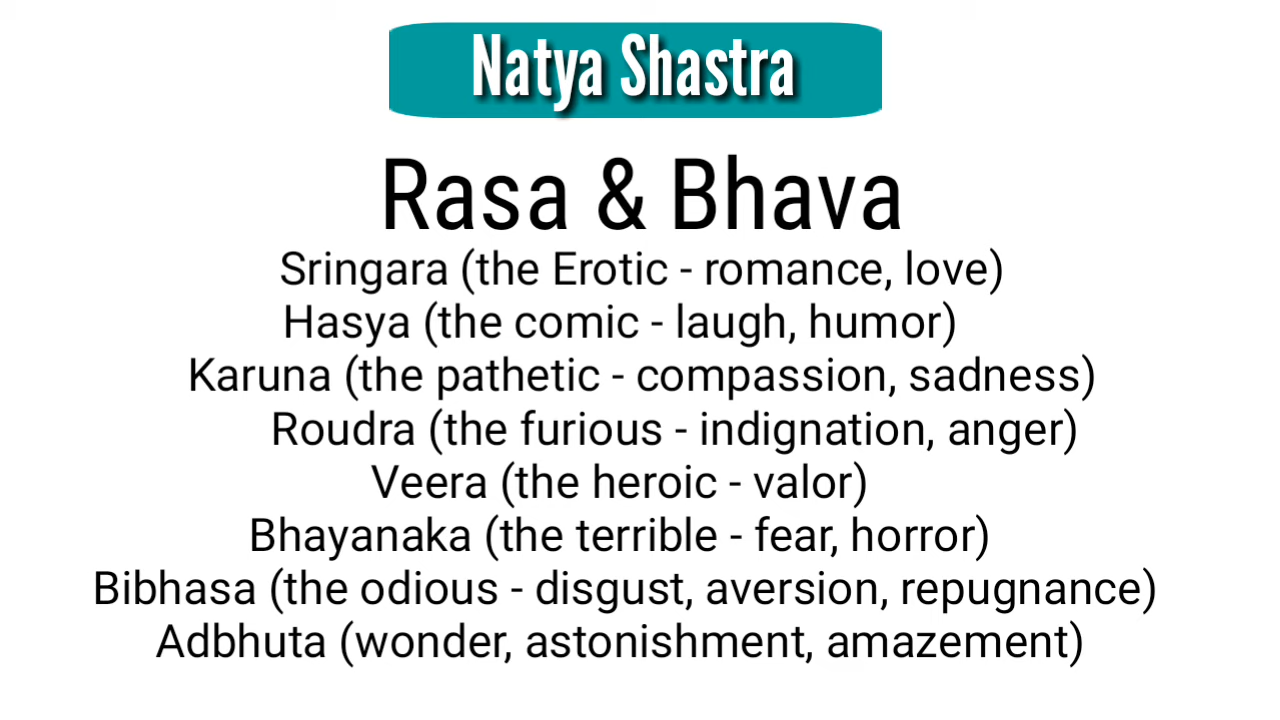 Natya Shastra
Rasa & Bhava
Sringara (the Erotic - romance, love)
Hasya (the comic - laugh, humor)
Karuna (the pathetic - compassion, sadness)
Roudra (the furious - indignation, anger)
Veera (the heroic - valor)
Bhayanaka (the terrible - fear, horror)
Bibhasa (the odious - disgust, aversion, repugnance)
Adbhuta (wonder, astonishment, amazement)